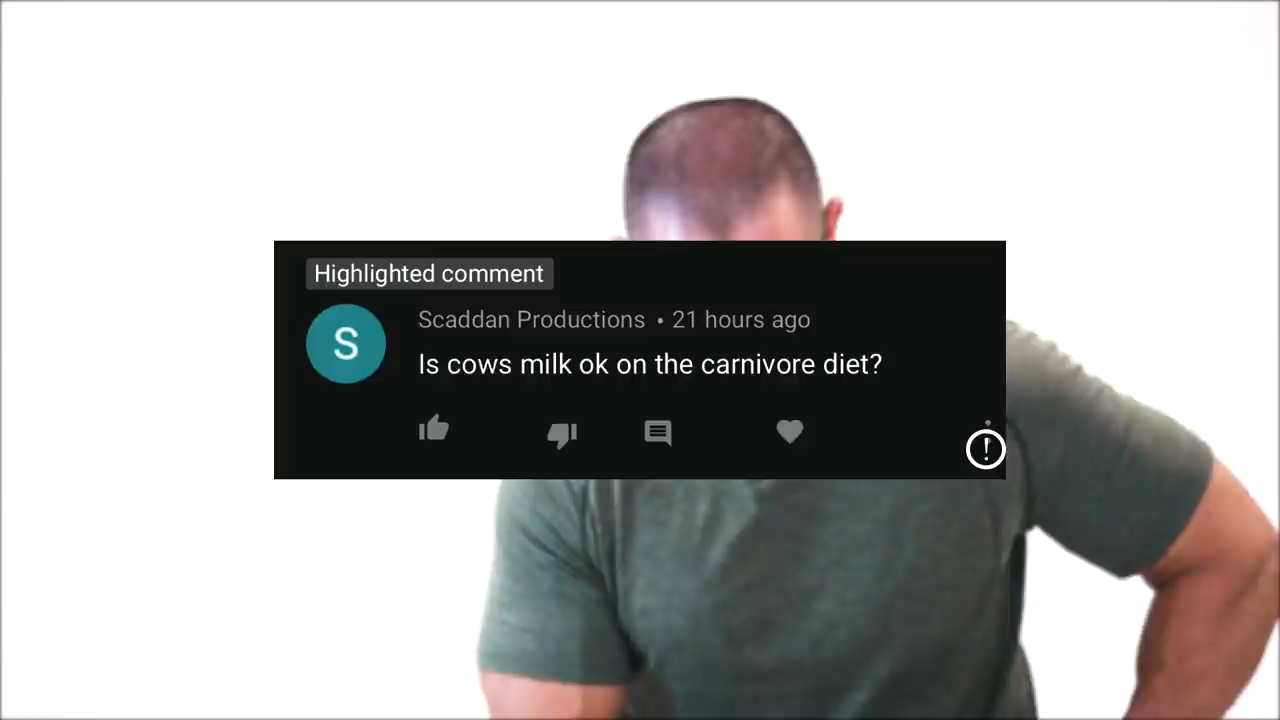 Highlighted comment
S
Scaddan Productions • 21 hours ago
Is cows milk ok on the carnivore diet?